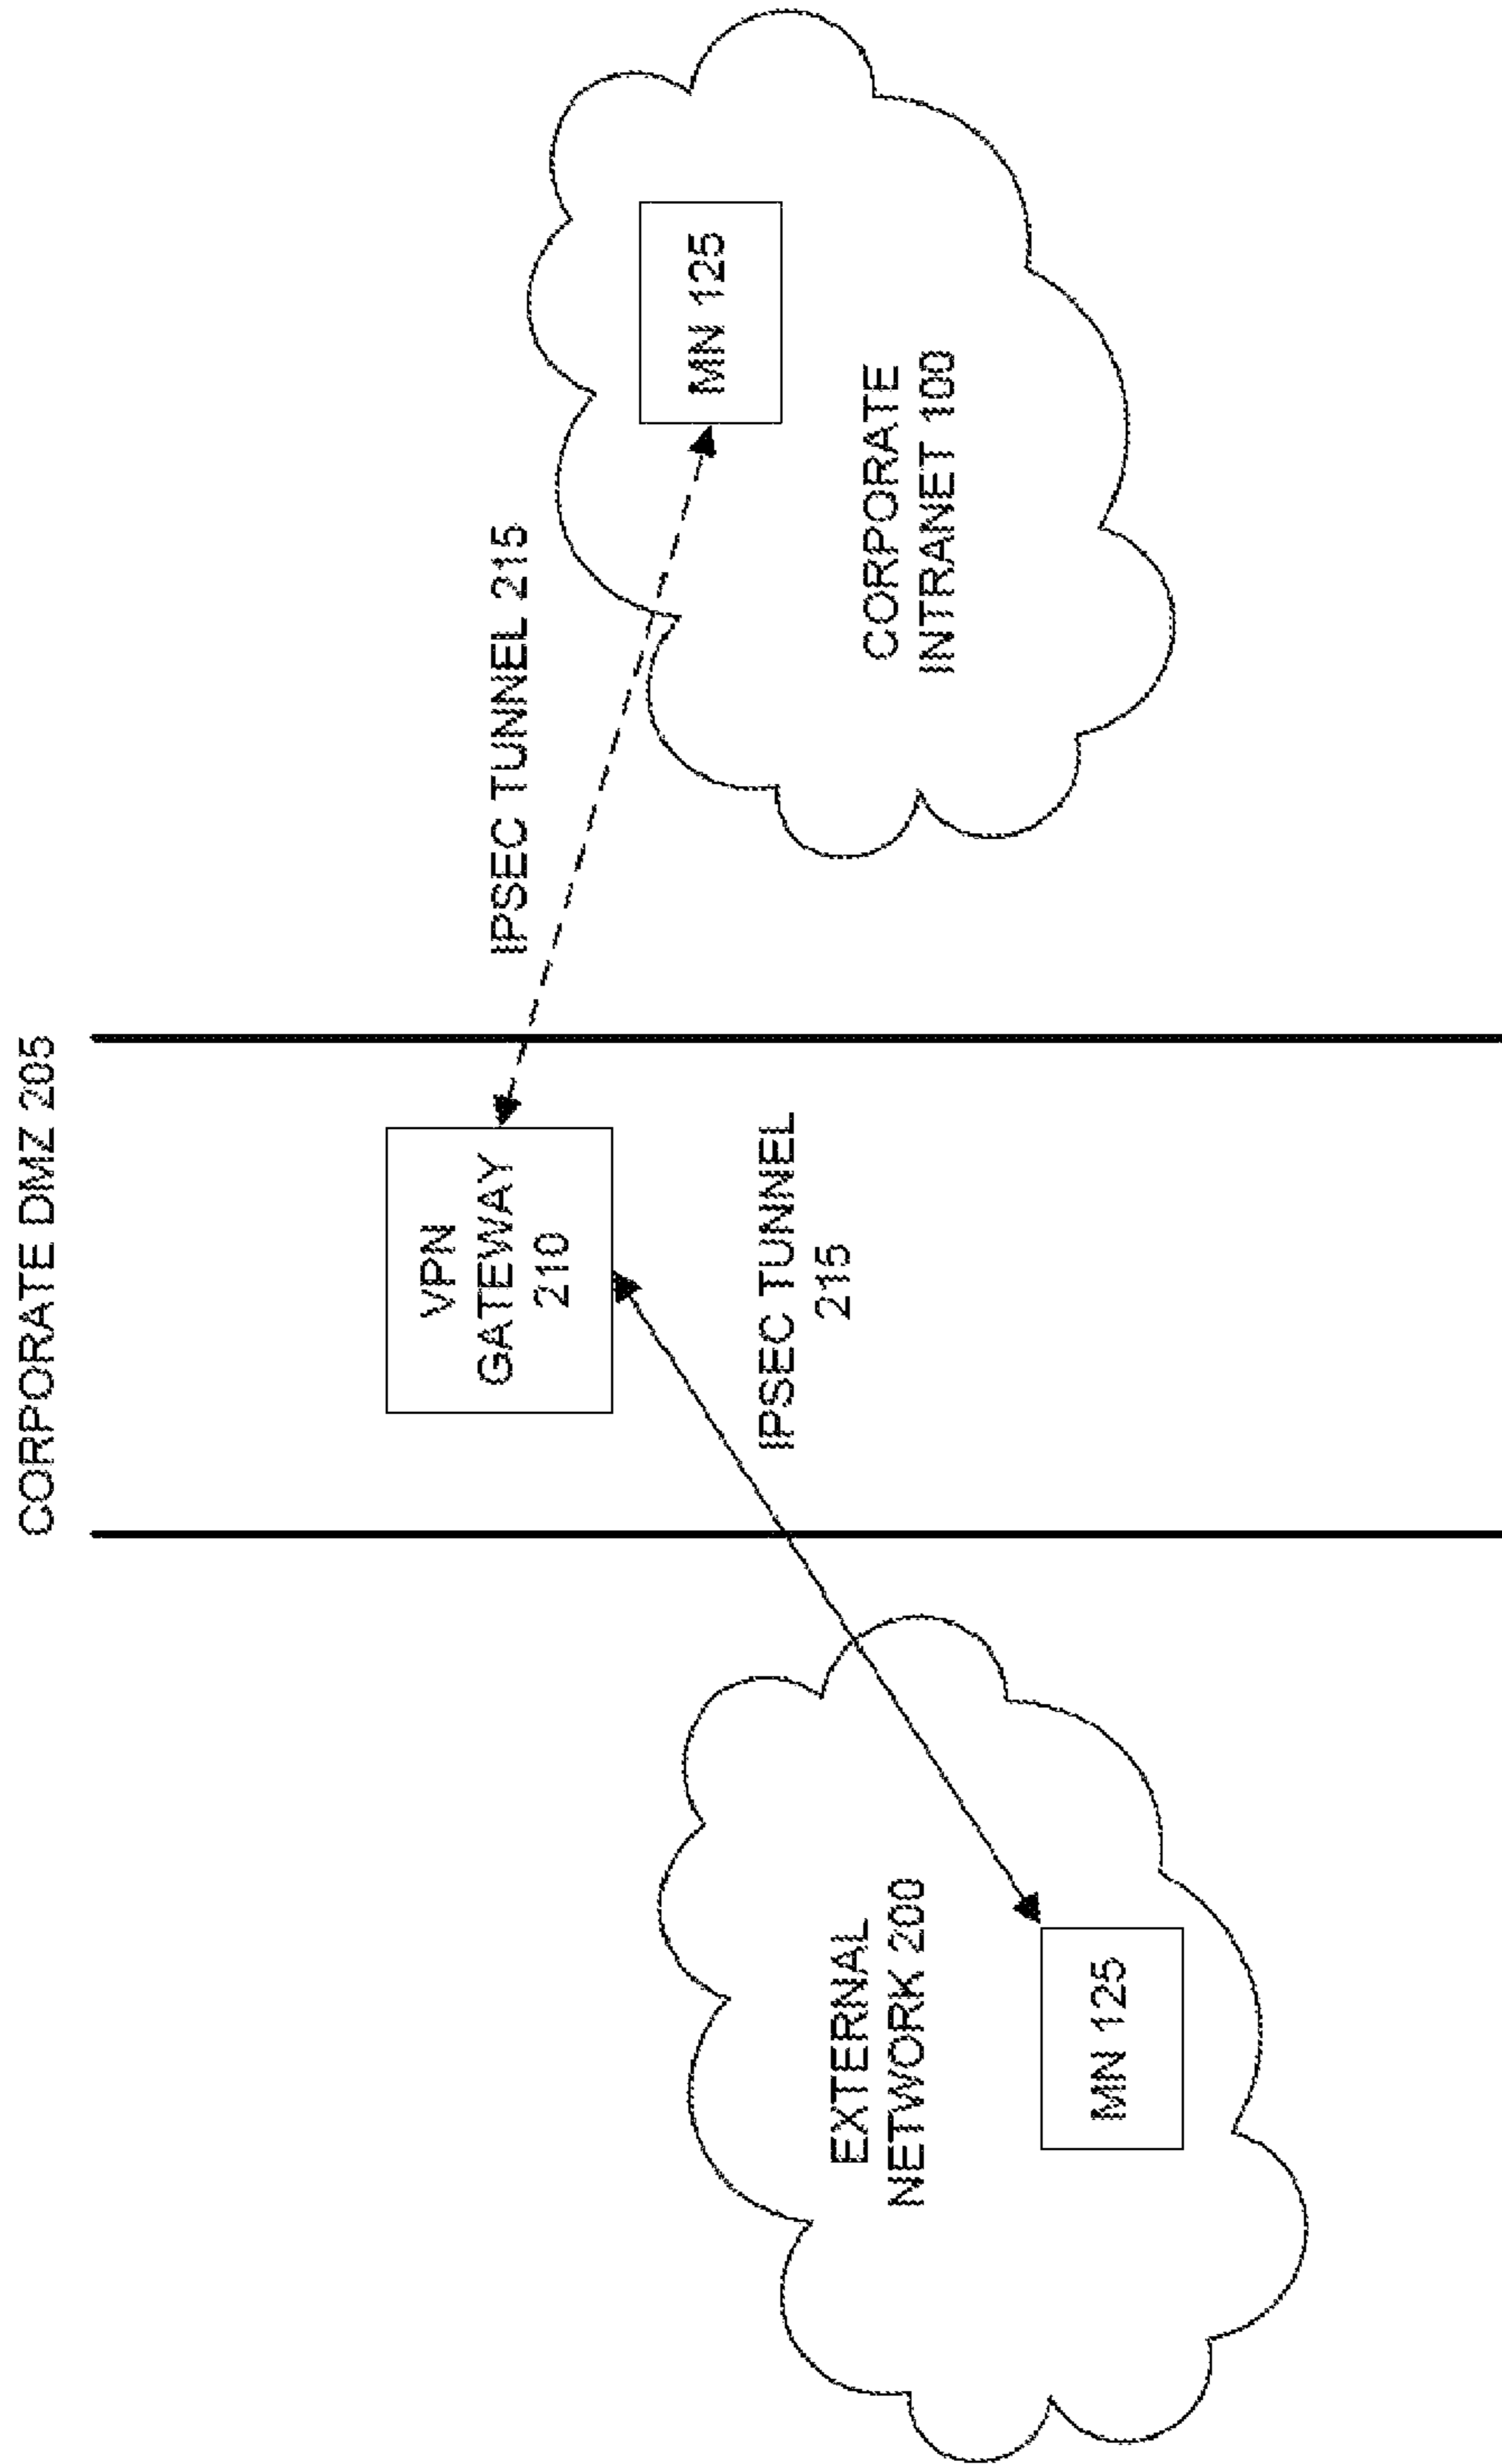 CORPORATE DMZ 205
VPN
GATEWAY
210
IPSEC TUNNEL 215
MN 125
CORPORATE
INTRANET 100
IPSEC TUNNEL
215
EXTERNAL
NETWORK 200
MN 125